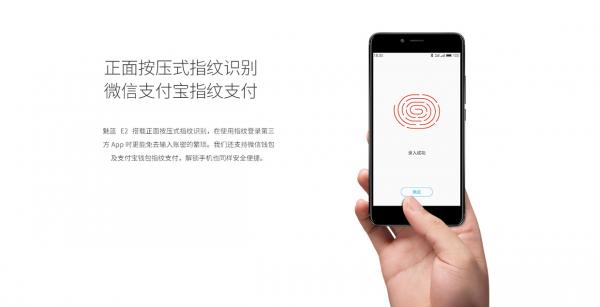 正面按压式指纹识别
微信支付宝指纹支付
魅蓝 E2 搭载正面按压式指纹识别，在使用指纹登录第三
方 App 时更能免去输入账密的繁琐。我们还支持微信钱包
及支付宝钱包指纹支付，解锁手机也同样安全便捷。
录入成功
完成